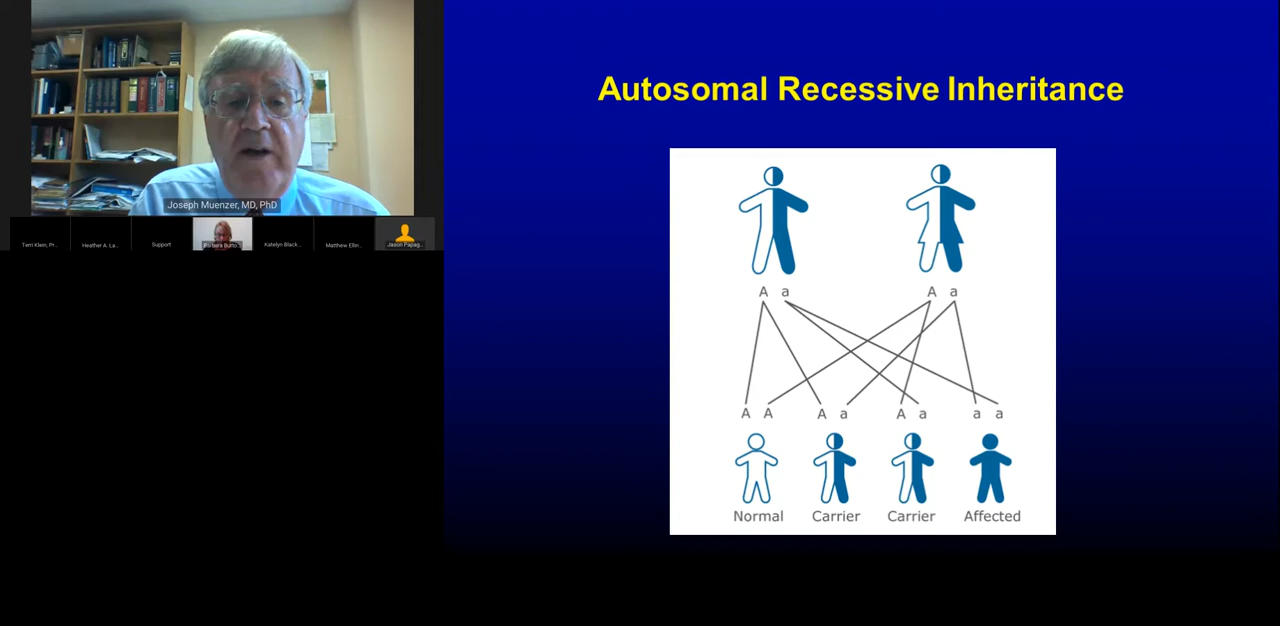 Joseph Muenzer, MD, PhD
Terri Klein, Pr...
Heather A. La...
Support
Barbara Burto...
Katelyn Black...
Matthew Ellin...
Jason Papag...
Autosomal Recessive Inheritance
A a
A a
A A
A a
A a
a a
Normal
Carrier
Carrier
Affected